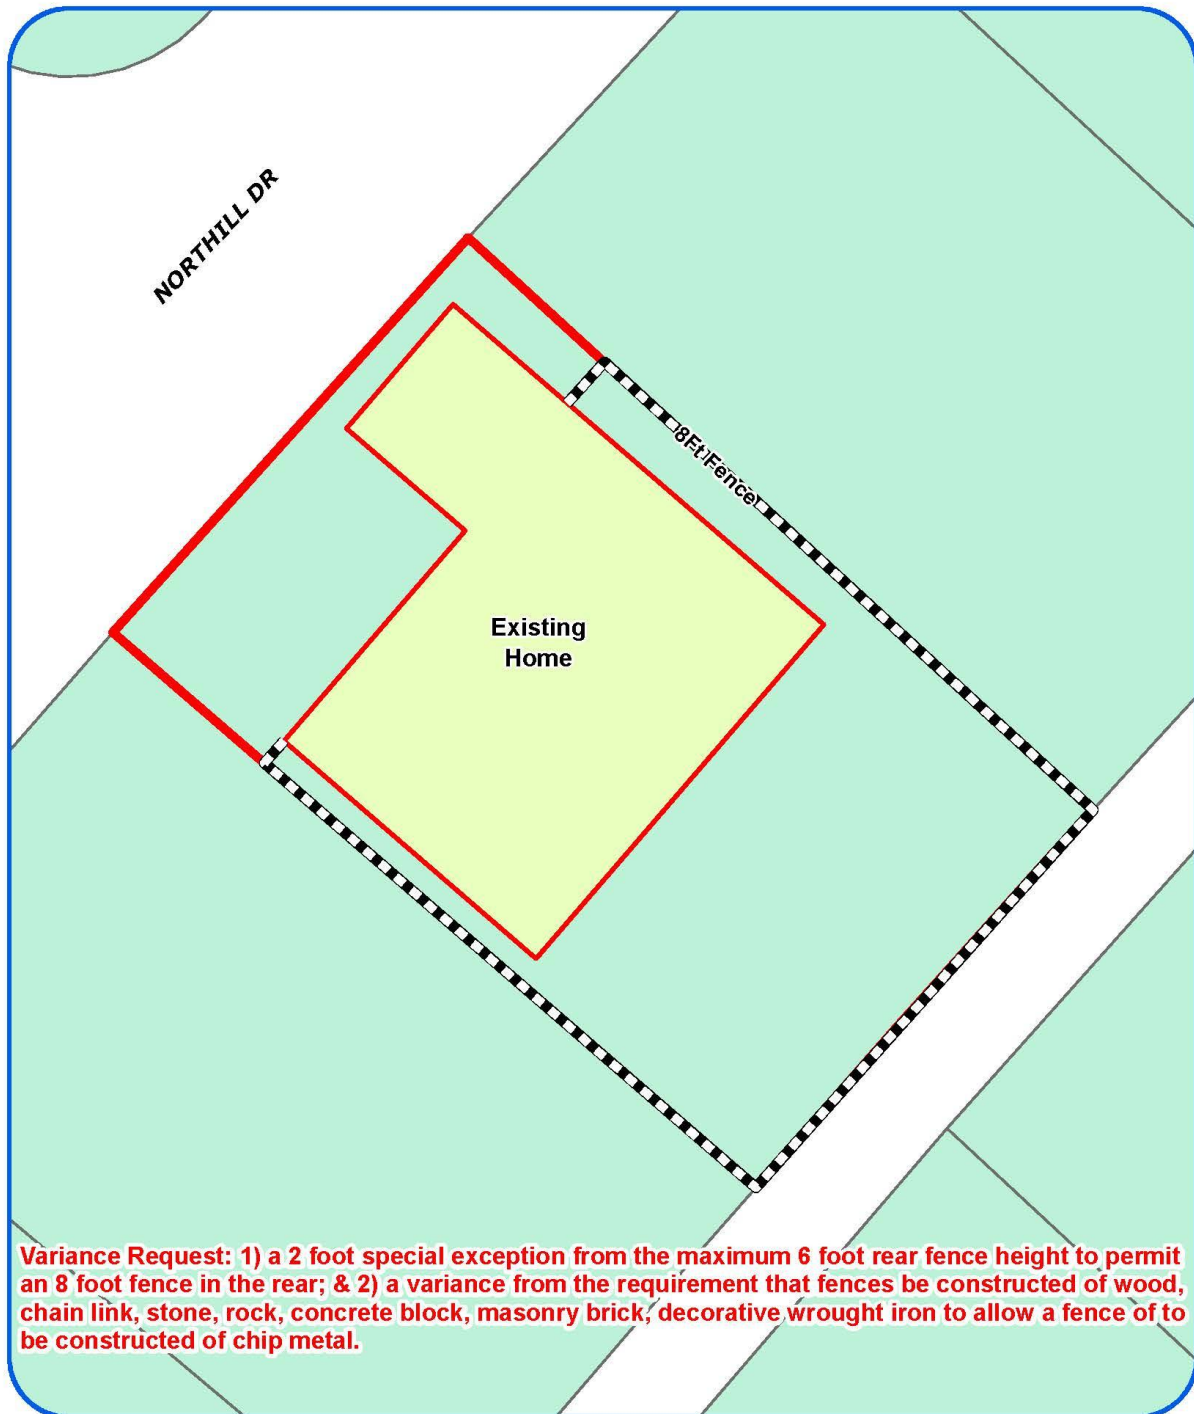 NORTHILL DR
8Ft Fence
Existing
Home
Variance Request: 1) a 2 foot special exception from the maximum 6 foot rear fence height to permit
an 8 foot fence in the rear; & 2) a variance from the requirement that fences be constructed of wood,
chain link, stone, rock, concrete block, masonry brick, decorative wrought iron to allow a fence of to
be constructed of chip metal.